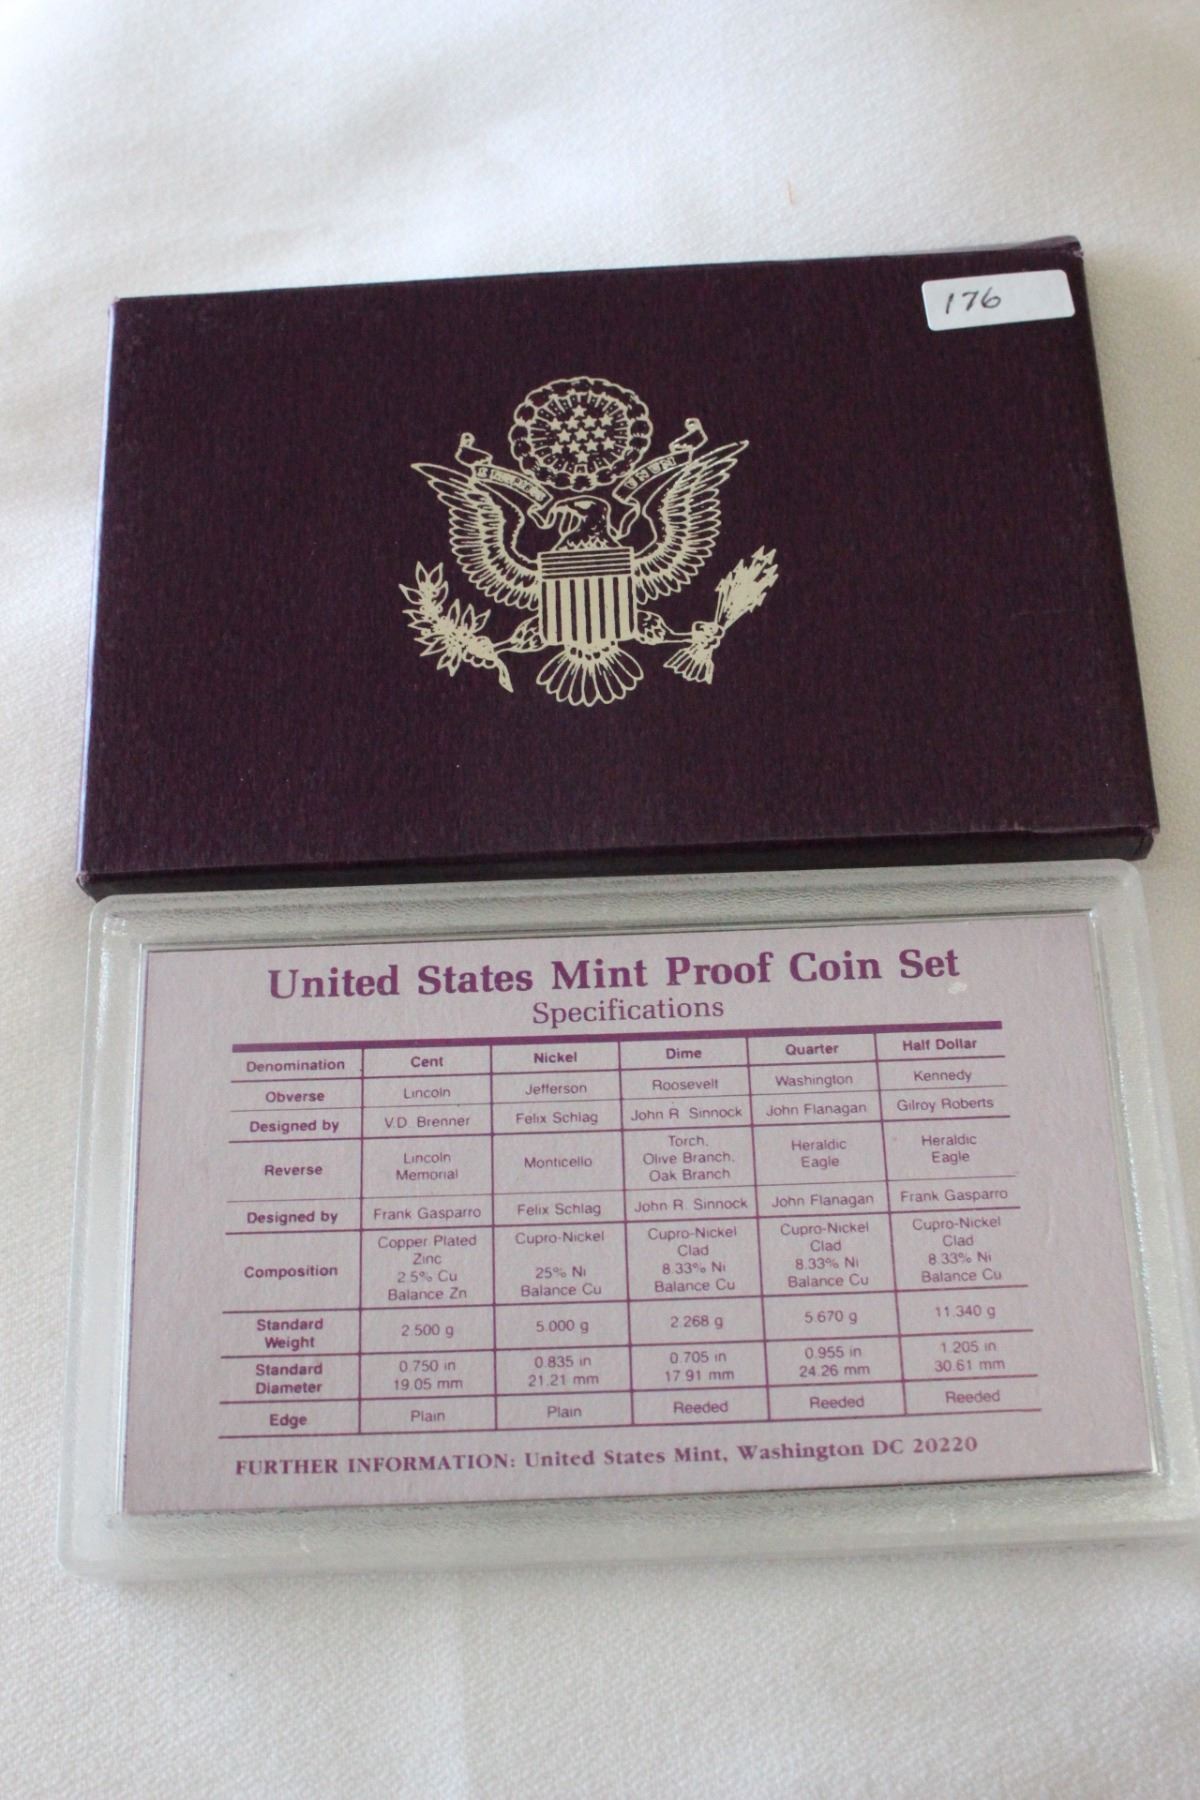 176
United States Mint Proof Coin Set
Specifications
Denomination Cent Nickel Dime Quarter Half Dollar
Obverse Lincoln Jefferson Roosevelt Washington Kennedy
Designed by V.D. Brenner Felix Schlag John R. Sinnock John Flanagan Gilroy Roberts
Reverse Lincoln Memorial Monticello Torch, Olive Branch, Oak Branch Heraldic Eagle Heraldic Eagle
Designed by Frank Gasparro Felix Schlag John R. Sinnock John Flanagan Frank Gasparro
Composition Copper Plated Zinc 2.5% Cu Balance Zn Cupro-Nickel 25% Ni Balance Cu Cupro-Nickel Clad 8.33% Ni Balance Cu Cupro-Nickel Clad 8.33% Ni Balance Cu Cupro-Nickel Clad 8.33% Ni Balance Cu
Standard Weight 2.500 g 5.000 g 2.268 g 5.670 g 11.340 g
Standard Diameter 0.750 in 19.05 mm 0.835 in 21.21 mm 0.705 in 17.91 mm 0.955 in 24.26 mm 1.205 in 30.61 mm
Edge Plain Plain Reeded Reeded Reeded
FURTHER INFORMATION: United States Mint, Washington DC 20220